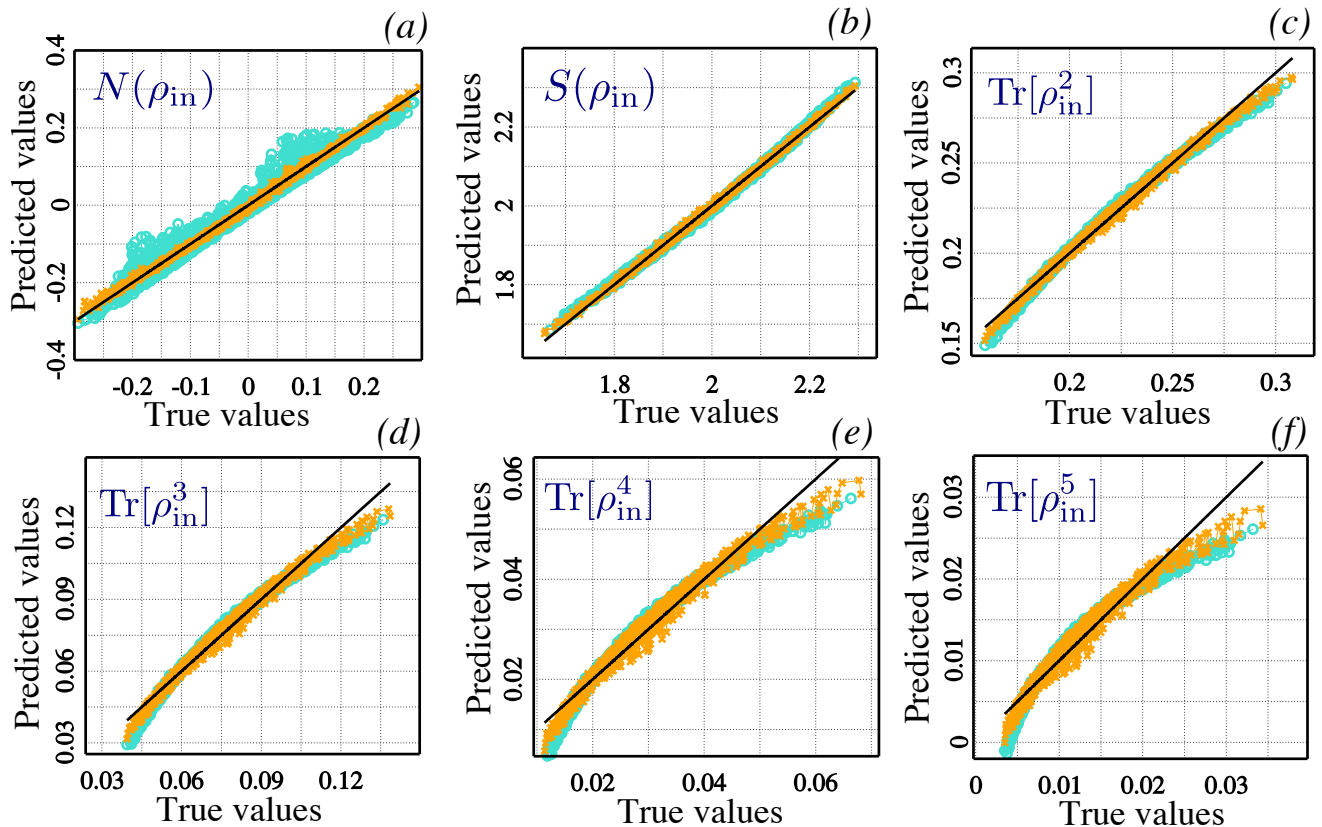 (a)
N(ρin)
Predicted values
0.4
0.2
0
-0.2
-0.4
-0.2 -0.1 0 0.1 0.2
True values
(b)
S(ρin)
Predicted values
2.2
2
1.8
1.8 2 2.2
True values
(c)
Tr[ρ²in]
Predicted values
0.3
0.25
0.2
0.15
0.2 0.25 0.3
True values
(d)
Tr[ρ³in]
Predicted values
0.12
0.09
0.06
0.03
0.03 0.06 0.09 0.12
True values
(e)
Tr[ρ⁴in]
Predicted values
0.06
0.04
0.02
0.02 0.04 0.06
True values
(f)
Tr[ρ⁵in]
Predicted values
0.03
0.02
0.01
0
0 0.01 0.02 0.03
True values